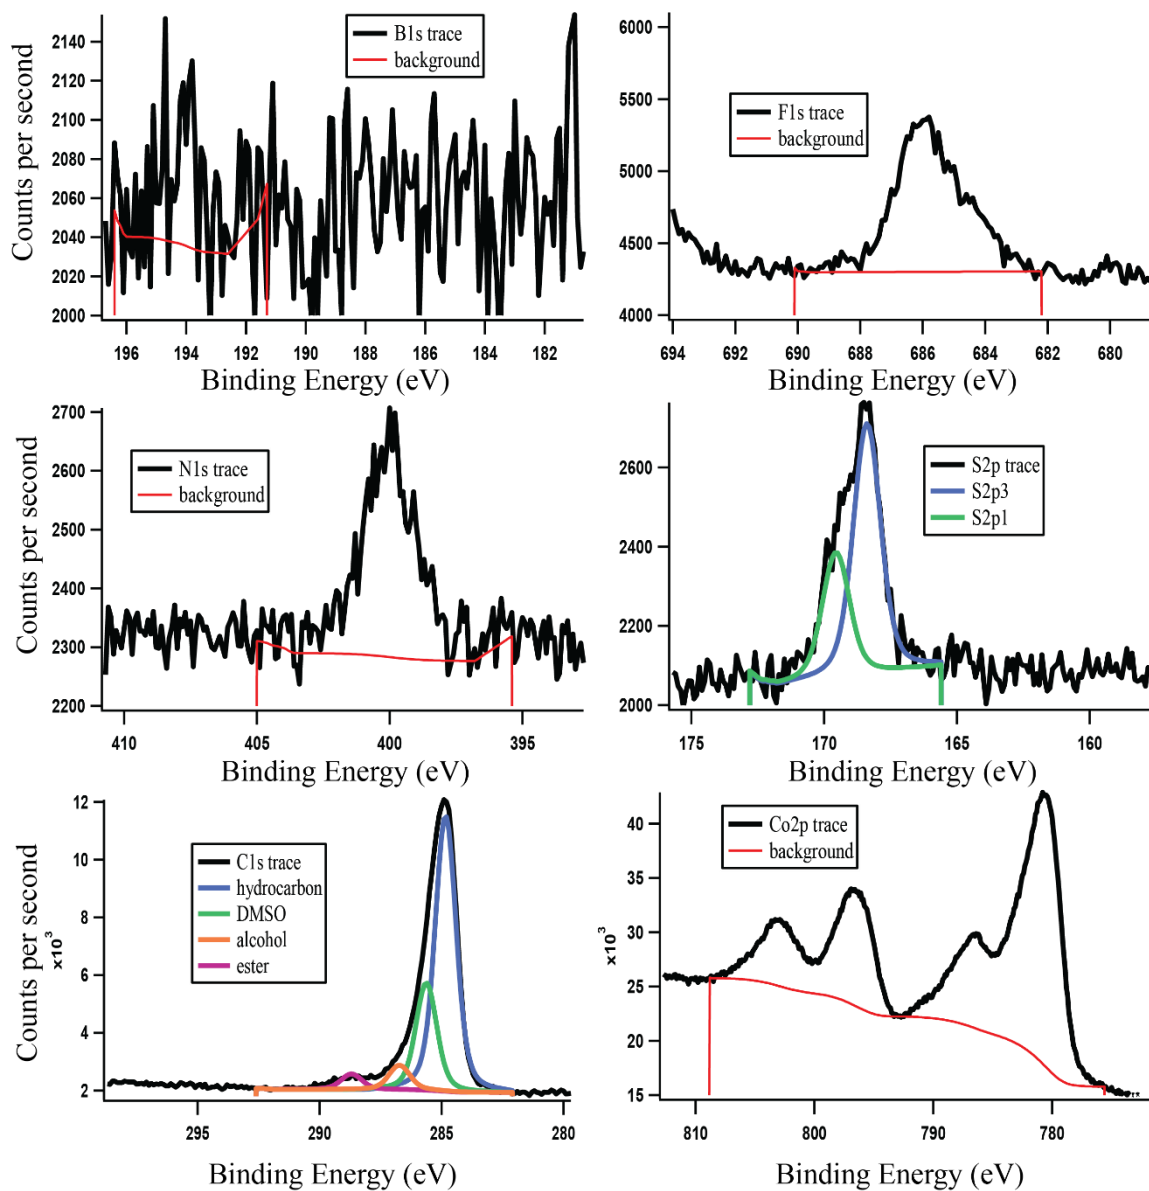 Counts per second
2140
2120
2100
2080
2060
2040
2020
2000
B1s trace
background
196
194
192
190
188
186
184
182
Binding Energy (eV)
6000
5500
5000
4500
4000
F1s trace
background
694
692
690
688
686
684
682
680
Binding Energy (eV)
Counts per second
2700
2600
2500
2400
2300
2200
N1s trace
background
410
405
400
395
Binding Energy (eV)
2600
2400
2200
2000
S2p trace
S2p3
S2p1
175
170
165
160
Binding Energy (eV)
Counts per second
x10³
12
10
8
6
4
2
C1s trace
hydrocarbon
DMSO
alcohol
ester
295
290
285
280
Binding Energy (eV)
x10³
40
35
30
25
20
15
Co2p trace
background
810
800
790
780
Binding Energy (eV)